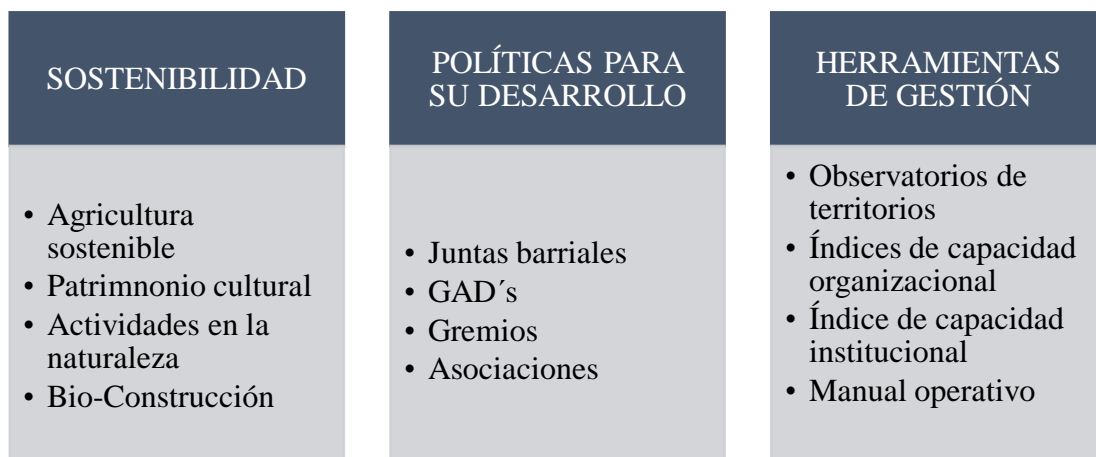 SOSTENIBILIDAD
• Agricultura
sostenible
• Patrimnonio cultural
• Actividades en la
naturaleza
• Bio-Construcción
POLÍTICAS PARA
SU DESARROLLO
• Juntas barriales
• GAD´s
• Gremios
• Asociaciones
HERRAMIENTAS
DE GESTIÓN
• Observatorios de
territorios
• Índices de capacidad
organizacional
• Índice de capacidad
institucional
• Manual operativo